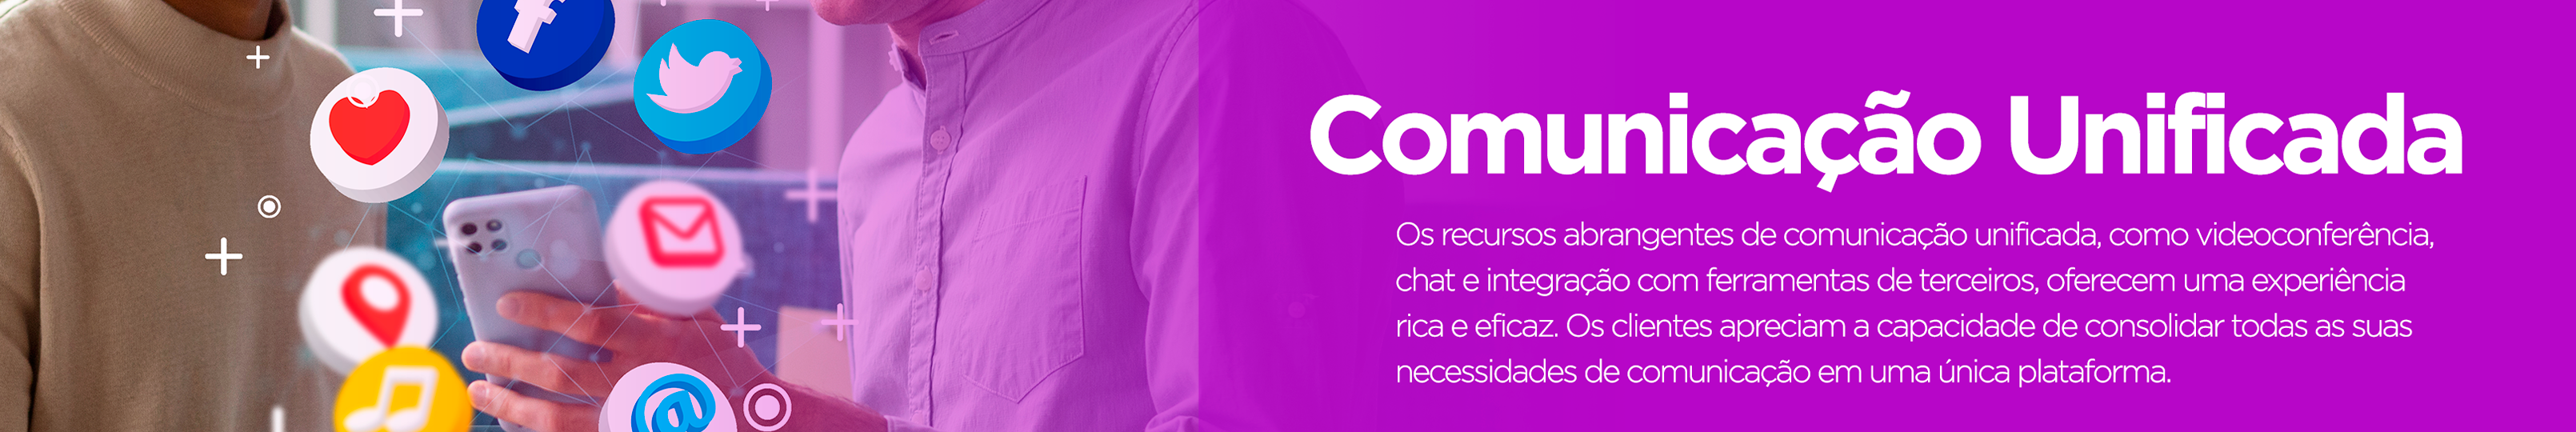 Comunicação Unificada
Os recursos abrangentes de comunicação unificada, como videoconferência,
chat e integração com ferramentas de terceiros, oferecem uma experiência
rica e eficaz. Os clientes apreciam a capacidade de consolidar todas as suas
necessidades de comunicação em uma única plataforma.